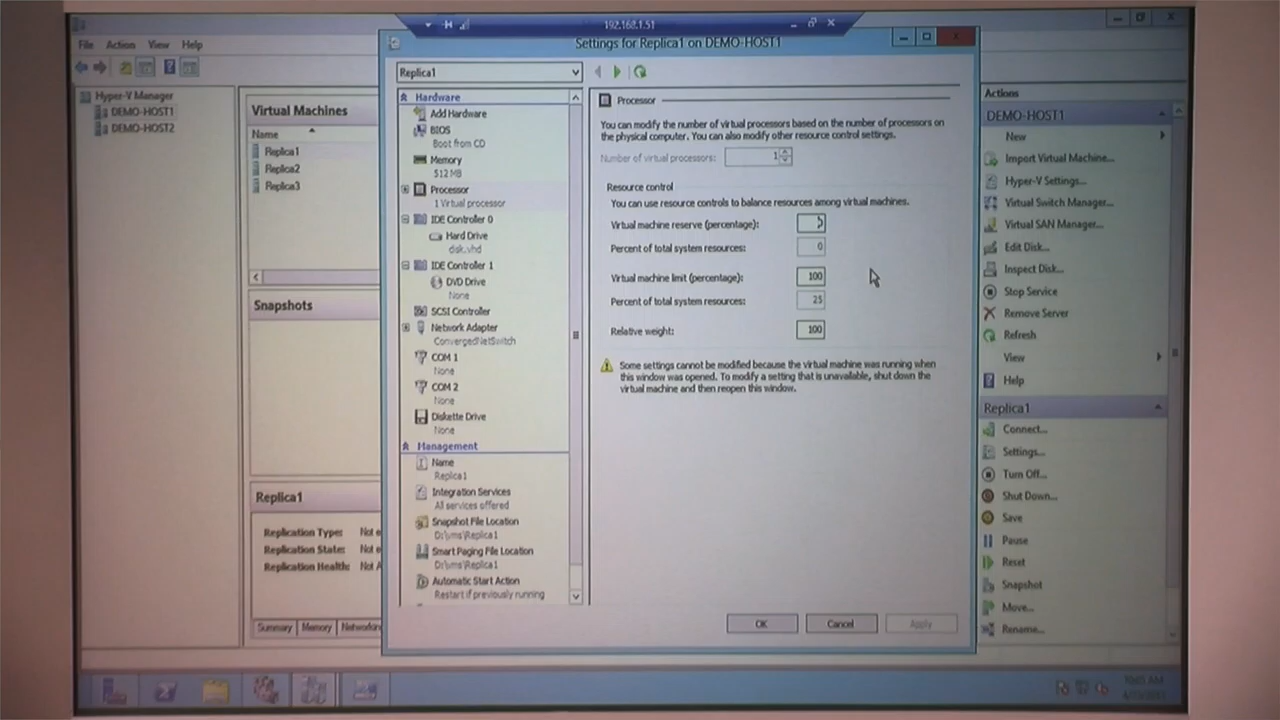 192.168.1.51
Settings for Replica1 on DEMO-HOST1
File Action View Help
Hyper-V Manager
DEMO-HOST1
DEMO-HOST2
Virtual Machines
Name
Replica1
Replica2
Replica3
Snapshots
Replica1
Replication Type: Not e
Replication State: Not e
Replication Health: Not A
Summary Memory Networkin
Replica1
Hardware
Add Hardware
BIOS
Boot from CD
Memory
512 MB
Processor
1 Virtual processor
IDE Controller 0
Hard Drive
disk.vhd
IDE Controller 1
DVD Drive
None
SCSI Controller
Network Adapter
ConvergedNetSwitch
COM 1
None
COM 2
None
Diskette Drive
None
Management
Name
Replica1
Integration Services
All services offered
Snapshot File Location
D:\vms\Replica1
Smart Paging File Location
D:\vms\Replica1
Automatic Start Action
Restart if previously running
Processor
You can modify the number of virtual processors based on the number of processors on
the physical computer. You can also modify other resource control settings.
Number of virtual processors: 1
Resource control
You can use resource controls to balance resources among virtual machines.
Virtual machine reserve (percentage):
Percent of total system resources: 0
Virtual machine limit (percentage): 100
Percent of total system resources: 25
Relative weight: 100
Some settings cannot be modified because the virtual machine was running when
this window was opened. To modify a setting that is unavailable, shut down the
virtual machine and then reopen this window.
OK Cancel Apply
Actions
DEMO-HOST1
New
Import Virtual Machine...
Hyper-V Settings...
Virtual Switch Manager...
Virtual SAN Manager...
Edit Disk...
Inspect Disk...
Stop Service
Remove Server
Refresh
View
Help
Replica1
Connect...
Settings...
Turn Off...
Shut Down...
Save
Pause
Reset
Snapshot
Move...
Rename...